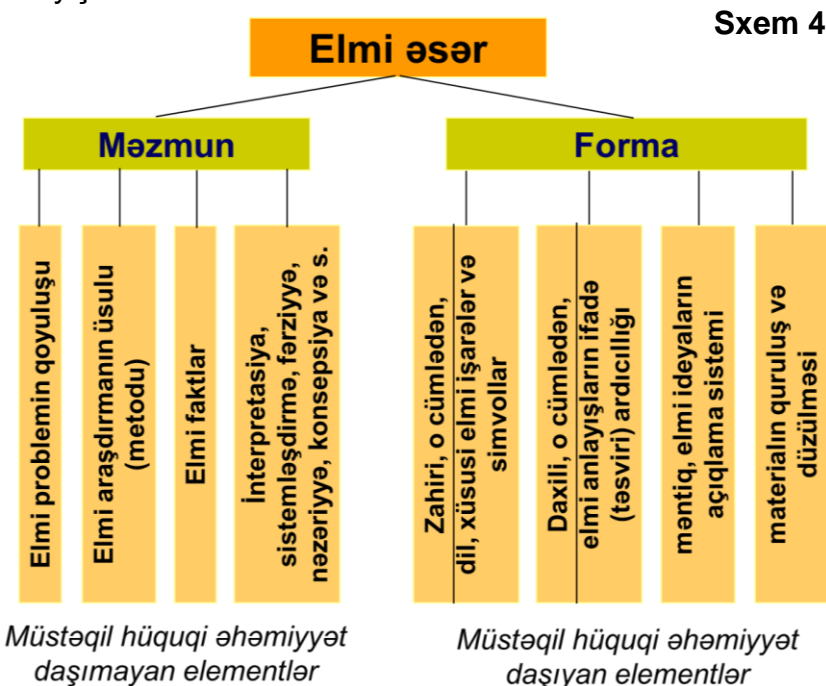 Sxem 4
Elmi əsər
Məzmun
Forma
Elmi problemin qoyuluşu
Elmi araşdırmanın üsulu
(metodu)
Elmi faktlar
İnterpretasiya,
sistemləşdirmə, fərziyyə,
nəzəriyyə, konsepsiya və s.
Zahiri, o cümlədən,
dil, xüsusi elmi işarələr və
simvollar
Daxili, o cümlədən,
elmi anlayışların ifadə
(təsviri) ardıcıllığı
məntiq, elmi ideyaların
açıqlama sistemi
materialın quruluş və
düzülməsi
Müstəqil hüquqi əhəmiyyət
daşımayan elementlər
Müstəqil hüquqi əhəmiyyət
daşıyan elementlər